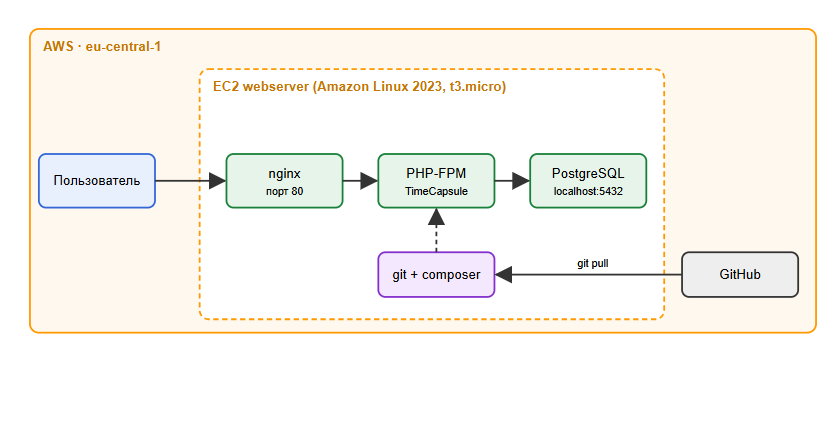 AWS · eu-central-1
EC2 webserver (Amazon Linux 2023, t3.micro)
Пользователь
nginx
порт 80
PHP-FPM
TimeCapsule
PostgreSQL
localhost:5432
git + composer
git pull
GitHub